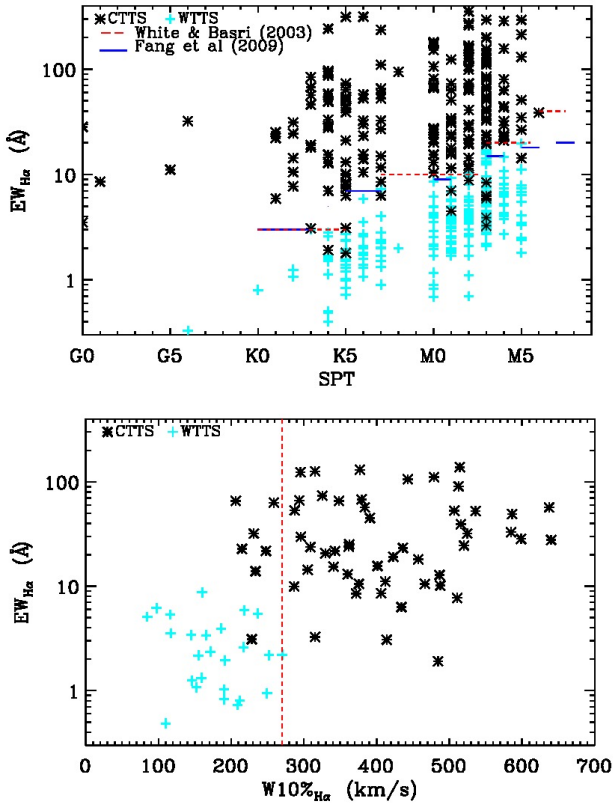 CTTS WTTS
White & Basri (2003)
Fang et al (2009)
100
10
1
EW_Hα (Å)
G0 G5 K0 K5 M0 M5
SPT
CTTS WTTS
100
10
1
EW_Hα (Å)
0 100 200 300 400 500 600 700
W10%_Hα (km/s)